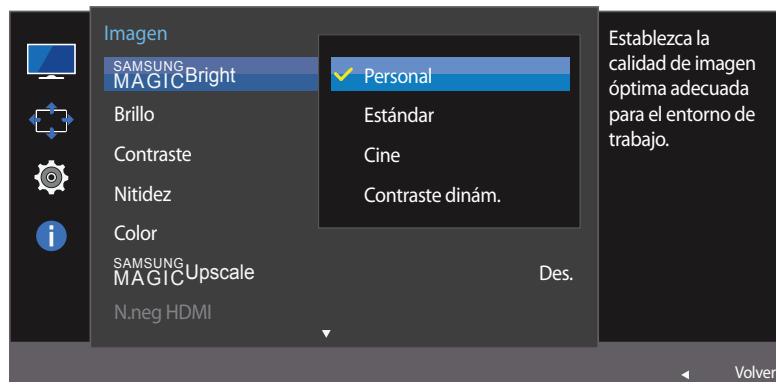 Imagen
SAMSUNG
MAGICBright
Brillo
Contraste
Nitidez
Color
SAMSUNG
MAGICUpscale
Des.
N.neg HDMI
Personal
Estándar
Cine
Contraste dinám.
Establezca la
calidad de imagen
óptima adecuada
para el entorno de
trabajo.
Volver